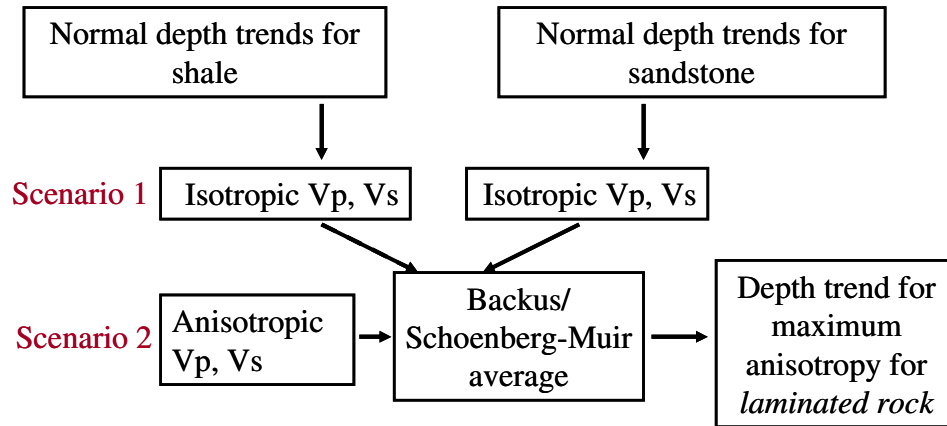 Normal depth trends for
shale
Normal depth trends for
sandstone
Scenario 1
Isotropic Vp, Vs
Isotropic Vp, Vs
Scenario 2
Anisotropic
Vp, Vs
Backus/
Schoenberg-Muir
average
Depth trend for
maximum
anisotropy for
laminated rock